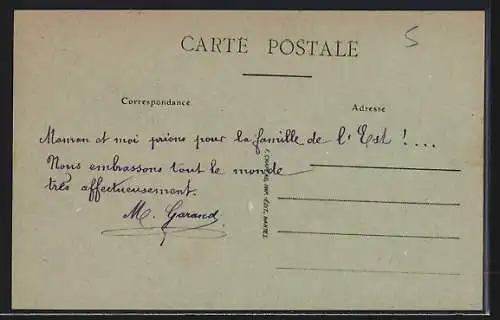 CARTE POSTALE
S
Correspondance
Adresse
Maman et moi prions pour la famille de l'Est ! ...
Nous embrassons tout le monde
très affectueusement.
M. Garand